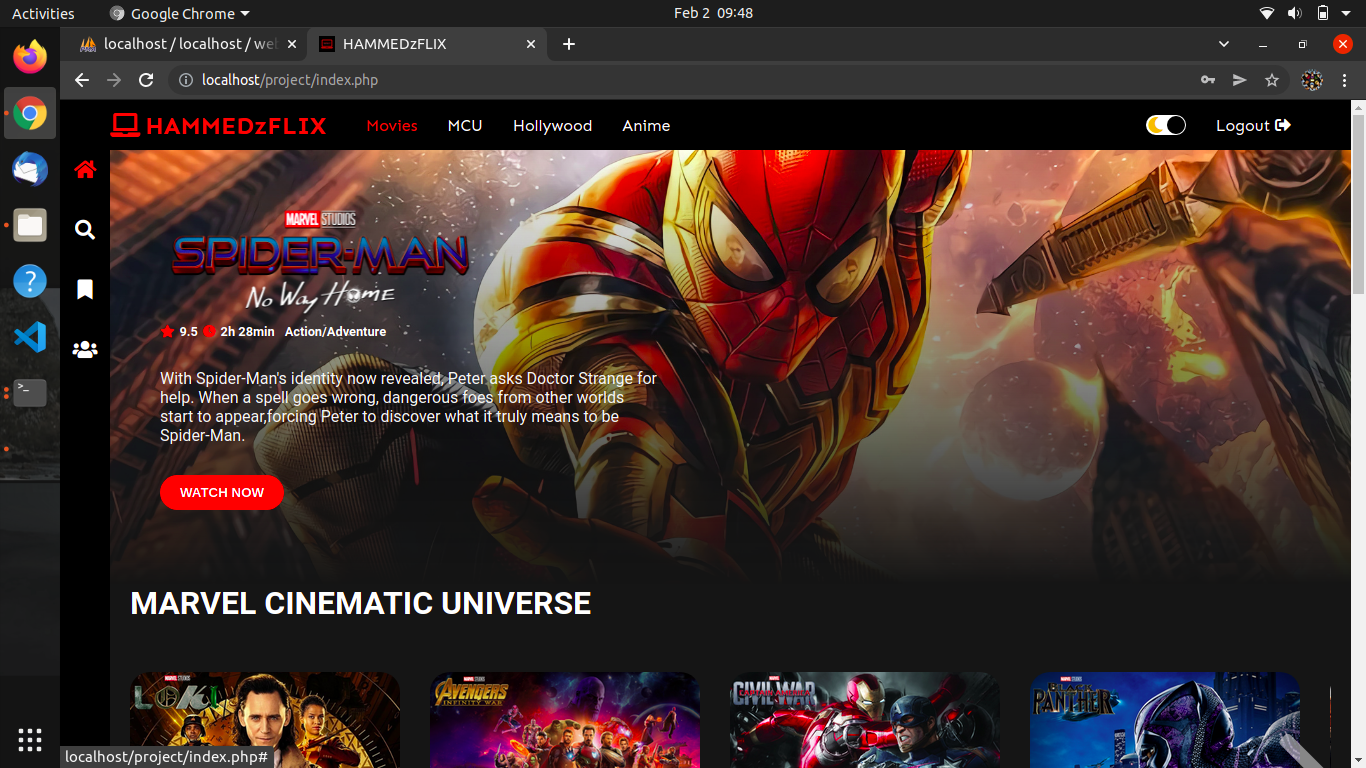 Activities
Google Chrome
Feb 2 09:48
localhost / localhost / we
HAMMEDzFLIX
localhost/project/index.php
HAMMEDzFLIX
Movies
MCU
Hollywood
Anime
Logout
MARVEL STUDIOS
SPIDER-MAN
NO WAY HOME
9.5 2h 28min Action/Adventure
With Spider-Man's identity now revealed, Peter asks Doctor Strange for
help. When a spell goes wrong, dangerous foes from other worlds
start to appear,forcing Peter to discover what it truly means to be
Spider-Man.
WATCH NOW
MARVEL CINEMATIC UNIVERSE
LOKI
AVENGERS
INFINITY WAR
CIVIL WAR
PANTHER
localhost/project/index.php#